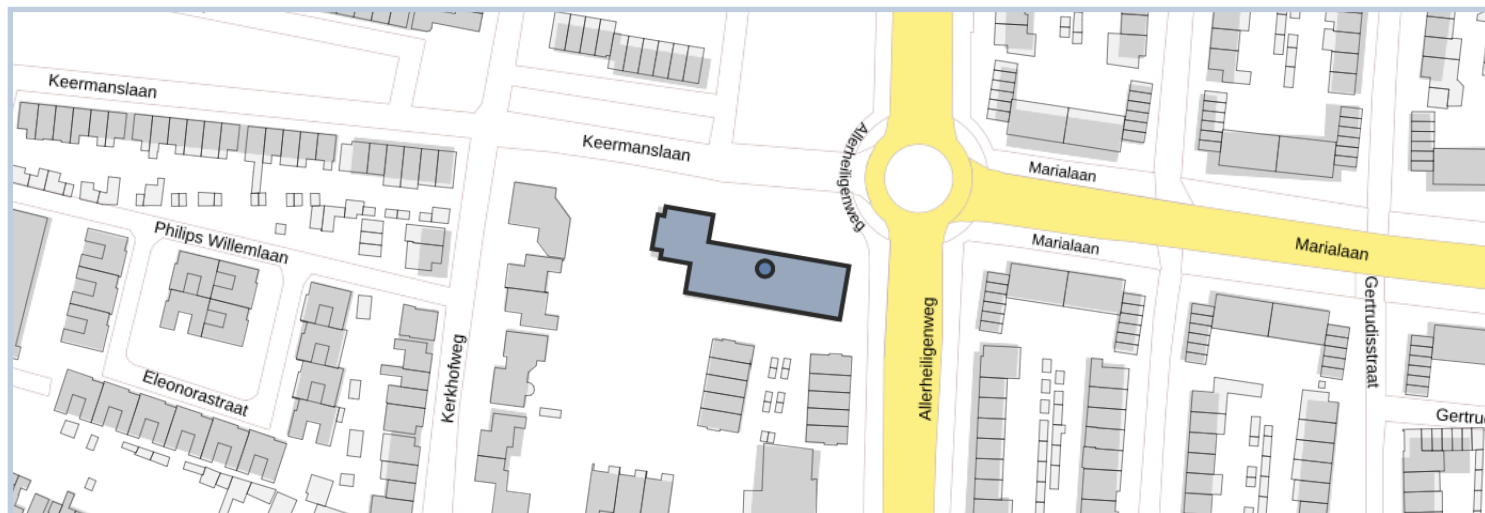 Keermanslaan
Keermanslaan
Allerheiligenweg
Marialaan
Philips Willemlaan
Marialaan
Marialaan
Gertrudisstraat
Allerheiligenweg
Kerkhofweg
Eleonorastraat
Gertru